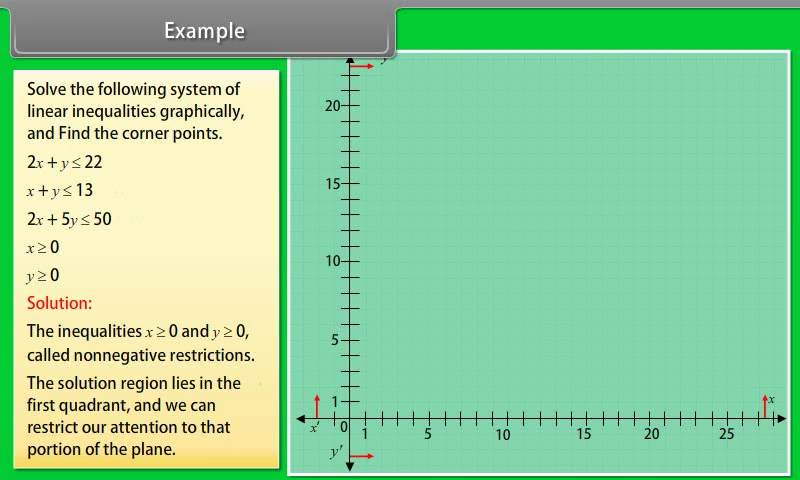 Example
Solve the following system of
linear inequalities graphically,
and Find the corner points.
2x + y ≤ 22
x + y ≤ 13
2x + 5y ≤ 50
x ≥ 0
y ≥ 0
Solution:
The inequalities x ≥ 0 and y ≥ 0,
called nonnegative restrictions.
The solution region lies in the
first quadrant, and we can
restrict our attention to that
portion of the plane.
y
20
15
10
5
1
x
x′ 0 1 5 10 15 20 25
y′